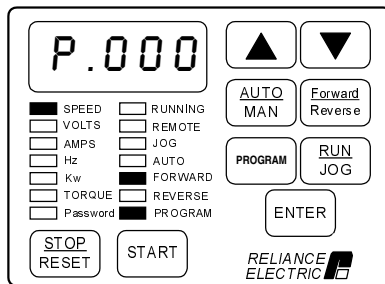 P.000
SPEED
VOLTS
AMPS
Hz
Kw
TORQUE
Password
RUNNING
REMOTE
JOG
AUTO
FORWARD
REVERSE
PROGRAM
AUTO
MAN
Forward
Reverse
PROGRAM
RUN
JOG
ENTER
STOP
RESET
START
RELIANCE
ELECTRIC